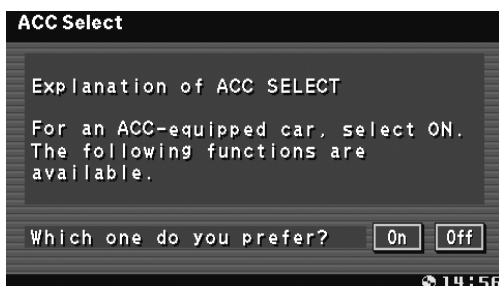 ACC Select
Explanation of ACC SELECT
For an ACC-equipped car, select ON.
The following functions are
available.
Which one do you prefer? On Off
14:56